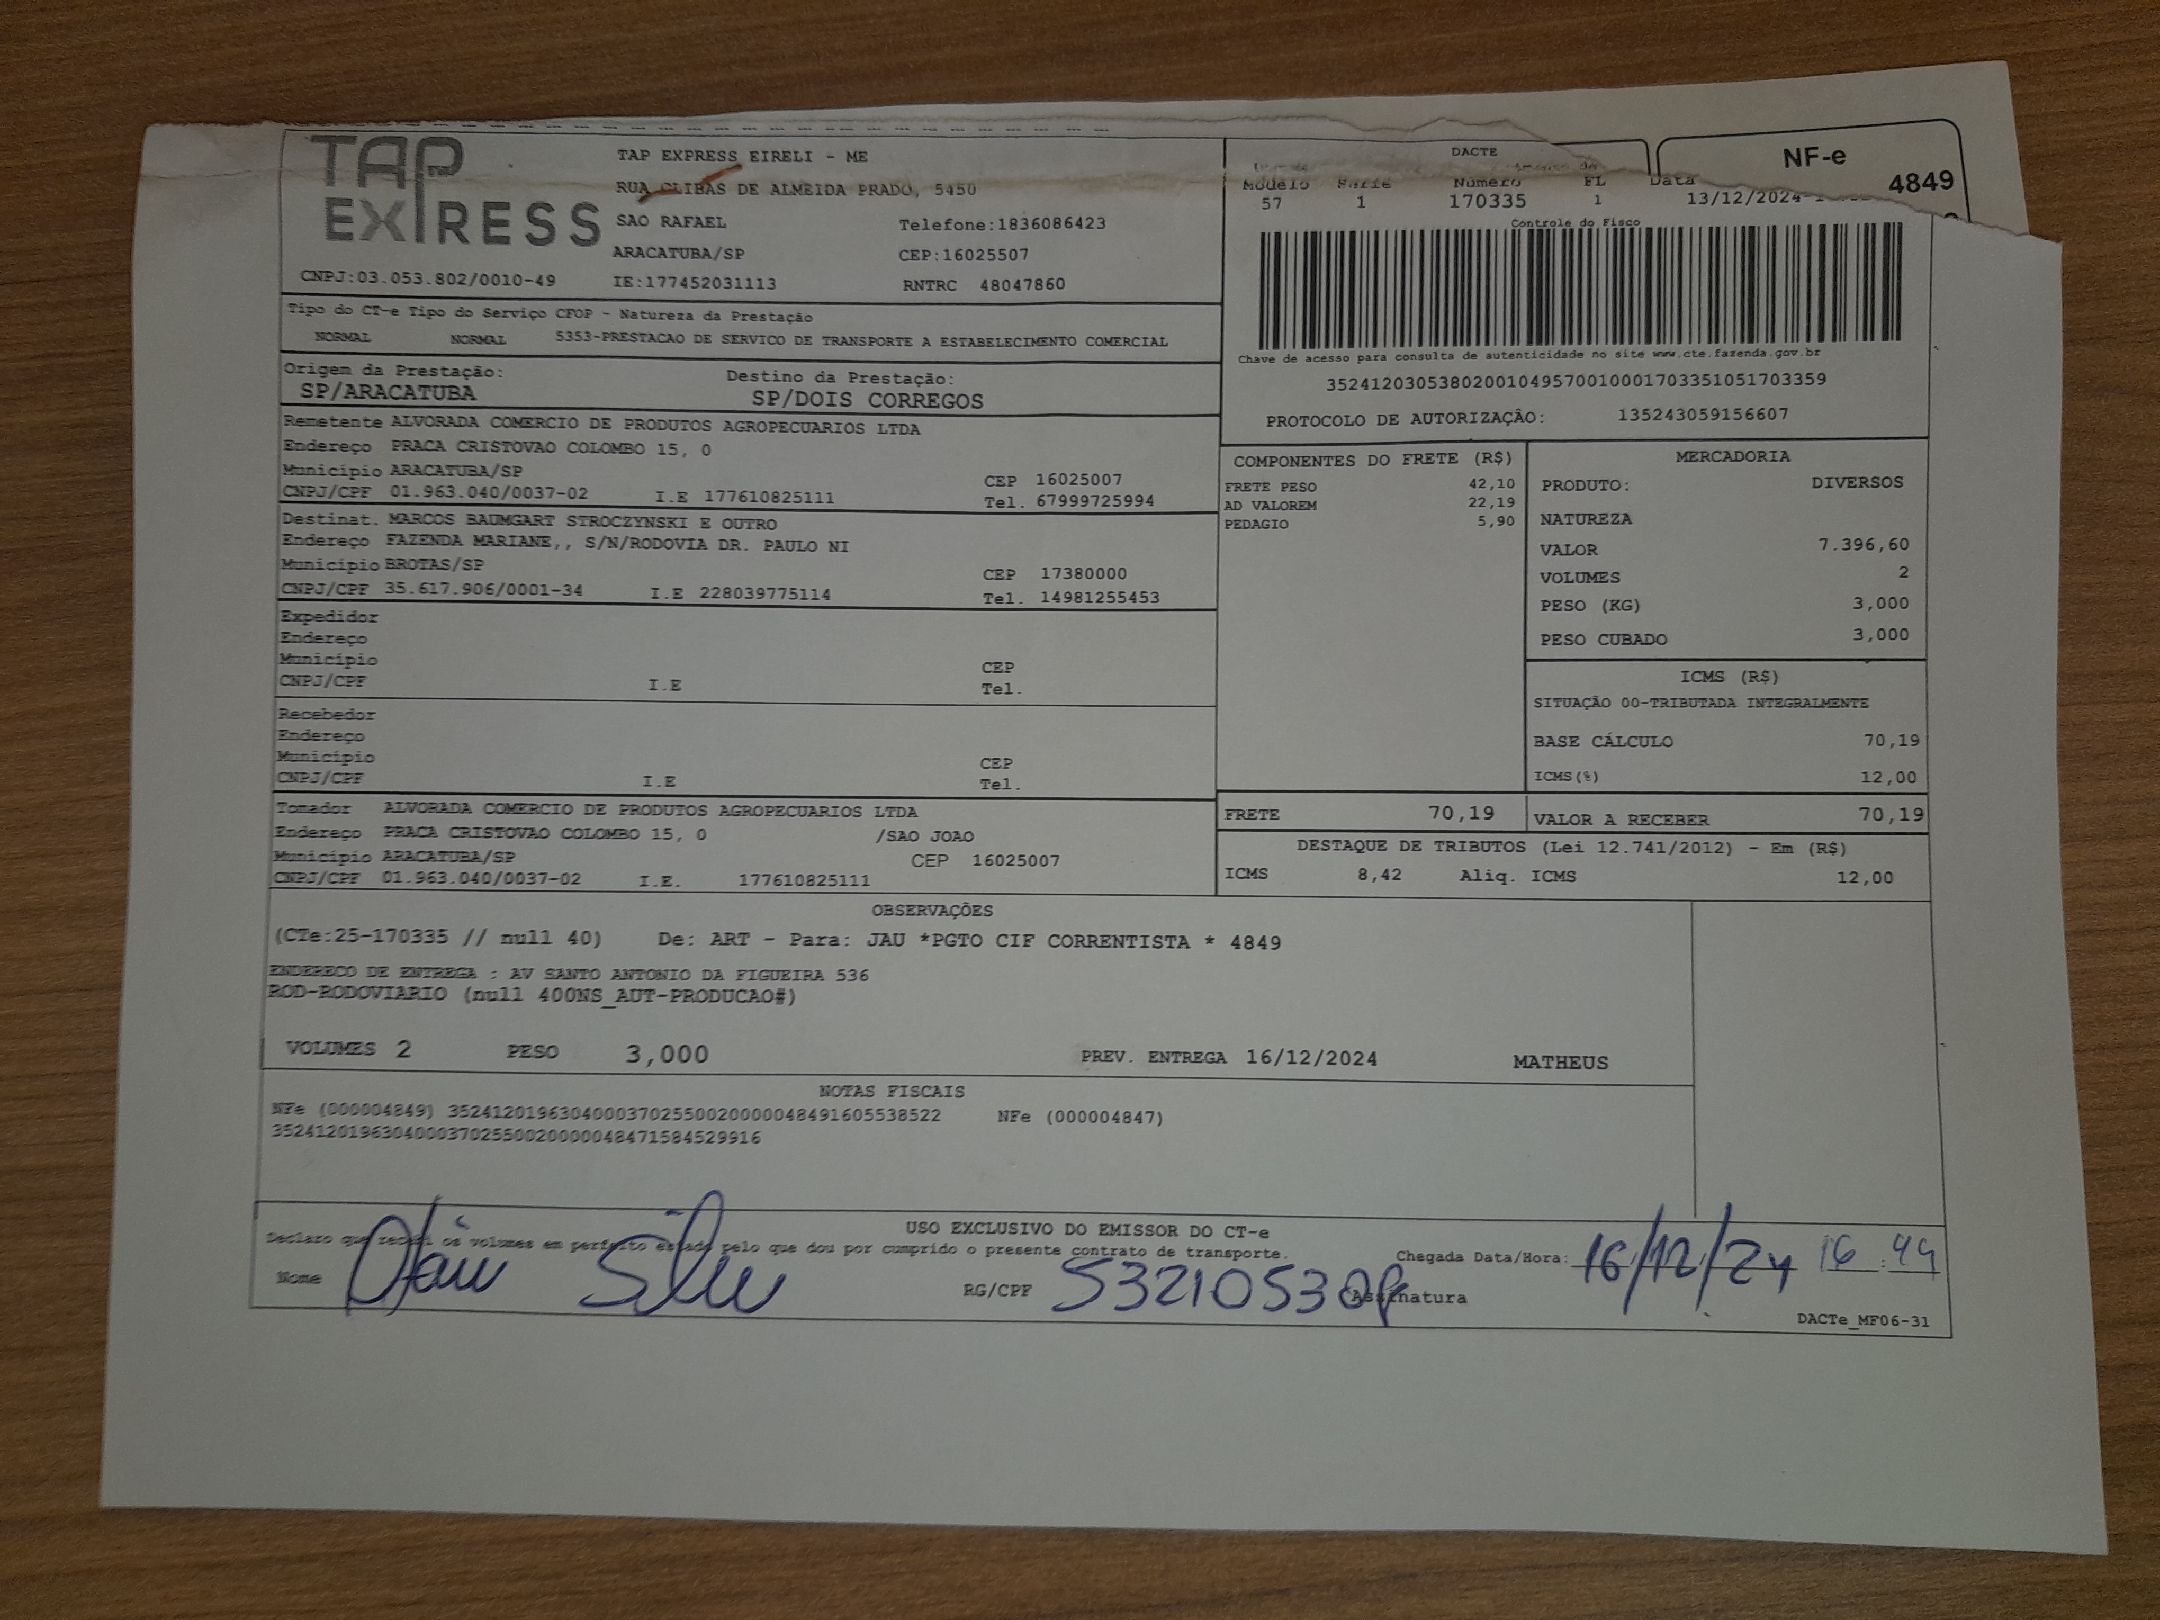 TAP EXPRESS
TAP EXPRESS EIRELI - ME
RUA CLIBAS DE ALMEIDA PRADO, 5450
SAO RAFAEL Telefone:1836086423
ARACATUBA/SP CEP:16025507
CNPJ:03.053.802/0010-49 IE:177452031113 RNTRC 48047860
DACTE
Modelo Serie Número FL Data
57 1 170335 1 13/12/2024
NF-e
4849
Controle do Fisco
Chave de acesso para consulta de autenticidade no site www.cte.fazenda.gov.br
35241203053802001049570010001703351051703359
PROTOCOLO DE AUTORIZAÇÃO: 135243059156607
Tipo do CT-e Tipo do Serviço CFOP - Natureza da Prestação
NORMAL NORMAL 5353-PRESTACAO DE SERVICO DE TRANSPORTE A ESTABELECIMENTO COMERCIAL
Origem da Prestação: Destino da Prestação:
SP/ARACATUBA SP/DOIS CORREGOS
Remetente ALVORADA COMERCIO DE PRODUTOS AGROPECUARIOS LTDA
Endereço PRACA CRISTOVAO COLOMBO 15, 0
Município ARACATUBA/SP CEP 16025007
CNPJ/CPF 01.963.040/0037-02 I.E 177610825111 Tel. 67999725994
Destinat. MARCOS BAUMGART STROCZYNSKI E OUTRO
Endereço FAZENDA MARIANE,, S/N/RODOVIA DR. PAULO NI
Município BROTAS/SP CEP 17380000
CNPJ/CPF 35.617.906/0001-34 I.E 228039775114 Tel. 14981255453
Expedidor
Endereço
Município CEP
CNPJ/CPF I.E Tel.
Recebedor
Endereço
Município CEP
CNPJ/CPF I.E Tel.
Tomador ALVORADA COMERCIO DE PRODUTOS AGROPECUARIOS LTDA
Endereço PRACA CRISTOVAO COLOMBO 15, 0 /SAO JOAO
Município ARACATUBA/SP CEP 16025007
CNPJ/CPF 01.963.040/0037-02 I.E. 177610825111
COMPONENTES DO FRETE (R$)
FRETE PESO 42,10
AD VALOREM 22,19
PEDAGIO 5,90
MERCADORIA
PRODUTO: DIVERSOS
NATUREZA
VALOR 7.396,60
VOLUMES 2
PESO (KG) 3,000
PESO CUBADO 3,000
ICMS (R$)
SITUAÇÃO 00-TRIBUTADA INTEGRALMENTE
BASE CÁLCULO 70,19
ICMS(%) 12,00
FRETE 70,19 VALOR A RECEBER 70,19
DESTAQUE DE TRIBUTOS (Lei 12.741/2012) - Em (R$)
ICMS 8,42 Aliq. ICMS 12,00
OBSERVAÇÕES
(CTe:25-170335 // null 40) De: ART - Para: JAU *PGTO CIF CORRENTISTA * 4849
ENDERECO DE ENTREGA : AV SANTO ANTONIO DA FIGUEIRA 536
ROD-RODOVIARIO (null 400NS_AUT-PRODUCAO#)
VOLUMES 2 PESO 3,000 PREV. ENTREGA 16/12/2024 MATHEUS
NOTAS FISCAIS
NFe (000004849) 35241201963040003702550020000048491605538522 NFe (000004847)
35241201963040003702550020000048471584529916
USO EXCLUSIVO DO EMISSOR DO CT-e
Declaro que recebi os volumes em perfeito estado pelo que dou por cumprido o presente contrato de transporte.
Chegada Data/Hora: 16/12/24 16:44
Nome Silu RG/CPF 532105308 Assinatura
DACTe_MF06-31